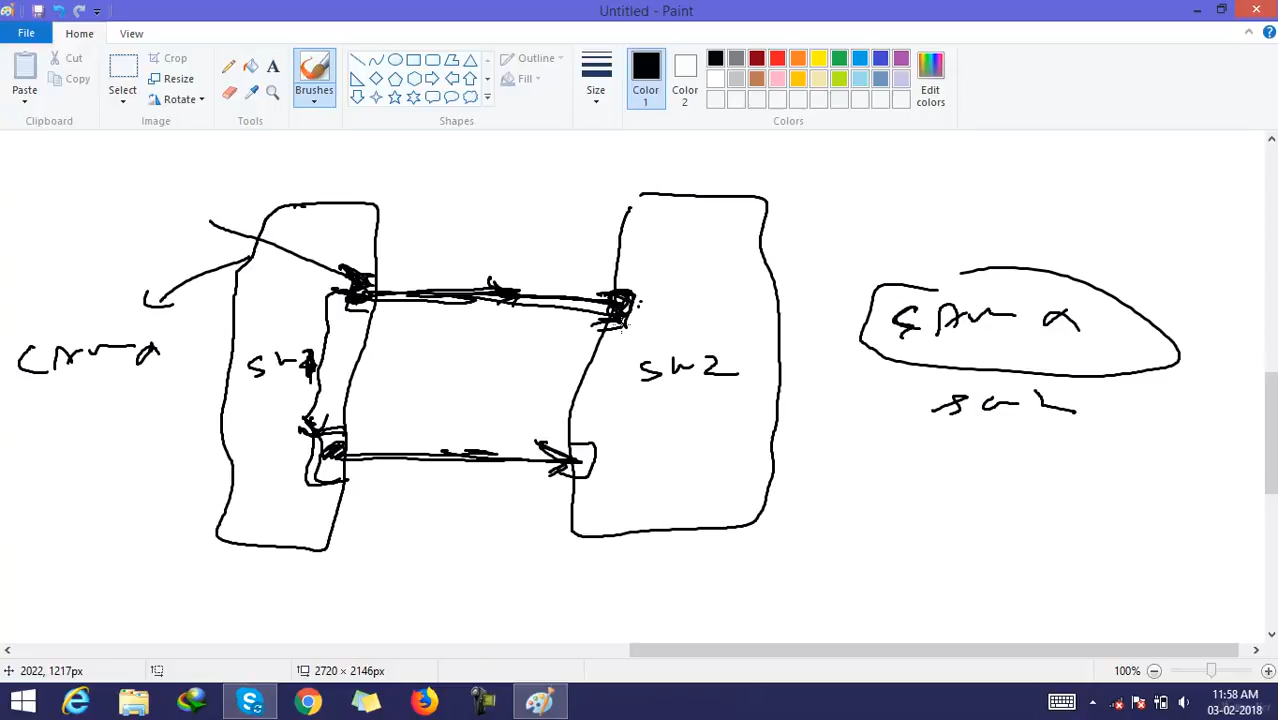 Untitled - Paint
File Home View
Paste
Cut
Copy
Clipboard
Select
Crop
Resize
Rotate
Image
Tools
Brushes
Shapes
Outline
Fill
Size
Color 1
Color 2
Edit colors
Colors
sw1
sw2
2022, 1217px
2720 × 2146px
100%
11:58 AM
03-02-2018